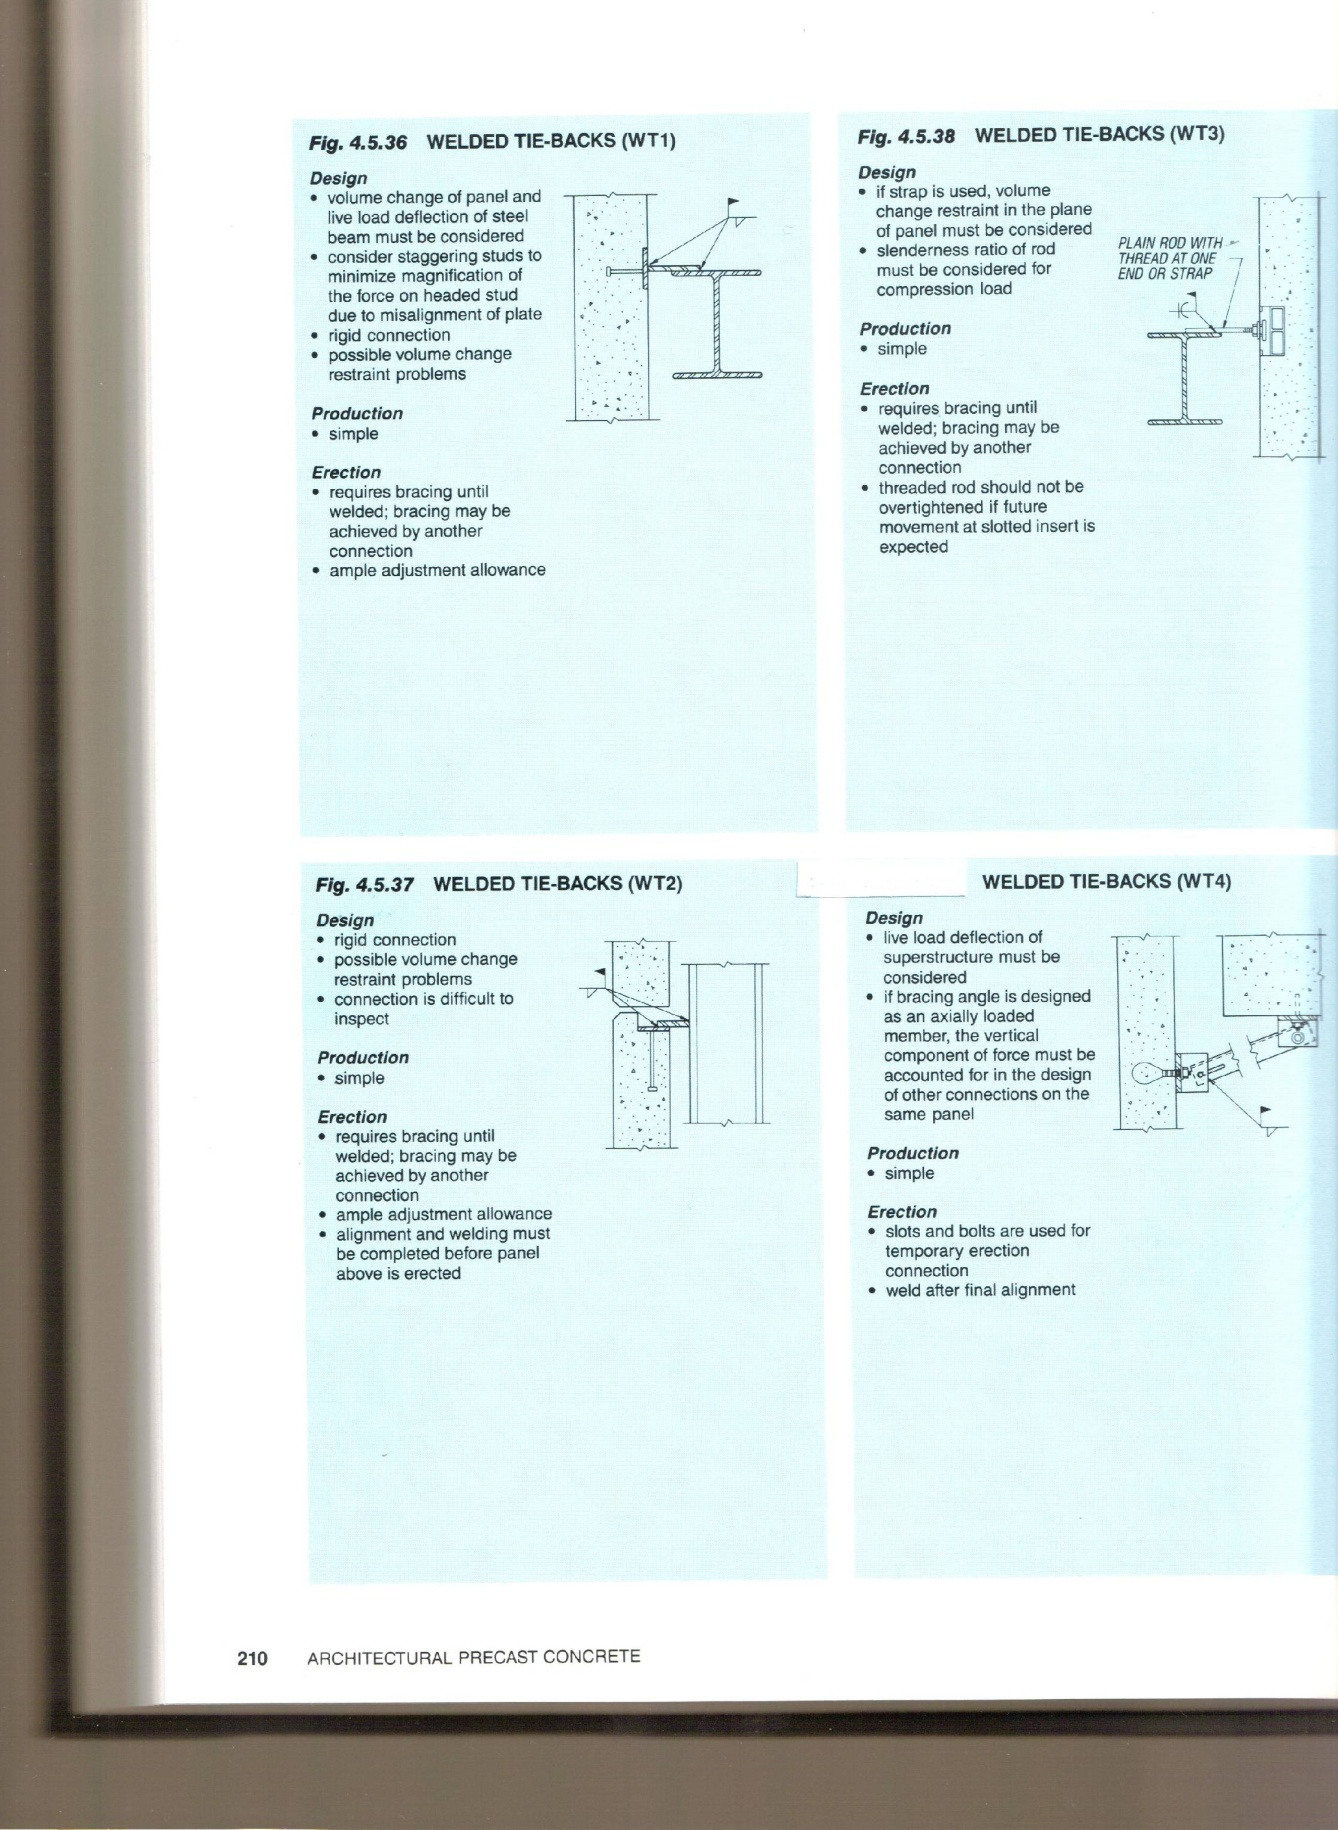 Fig. 4.5.36 WELDED TIE-BACKS (WT1)
Design
• volume change of panel and
live load deflection of steel
beam must be considered
• consider staggering studs to
minimize magnification of
the force on headed stud
due to misalignment of plate
• rigid connection
• possible volume change
restraint problems
Production
• simple
Erection
• requires bracing until
welded; bracing may be
achieved by another
connection
• ample adjustment allowance
Fig. 4.5.38 WELDED TIE-BACKS (WT3)
Design
• if strap is used, volume
change restraint in the plane
of panel must be considered
• slenderness ratio of rod
must be considered for
compression load
PLAIN ROD WITH
THREAD AT ONE
END OR STRAP
Production
• simple
Erection
• requires bracing until
welded; bracing may be
achieved by another
connection
• threaded rod should not be
overtightened if future
movement at slotted insert is
expected
Fig. 4.5.37 WELDED TIE-BACKS (WT2)
Design
• rigid connection
• possible volume change
restraint problems
• connection is difficult to
inspect
Production
• simple
Erection
• requires bracing until
welded; bracing may be
achieved by another
connection
• ample adjustment allowance
• alignment and welding must
be completed before panel
above is erected
WELDED TIE-BACKS (WT4)
Design
• live load deflection of
superstructure must be
considered
• if bracing angle is designed
as an axially loaded
member, the vertical
component of force must be
accounted for in the design
of other connections on the
same panel
Production
• simple
Erection
• slots and bolts are used for
temporary erection
connection
• weld after final alignment
210 ARCHITECTURAL PRECAST CONCRETE